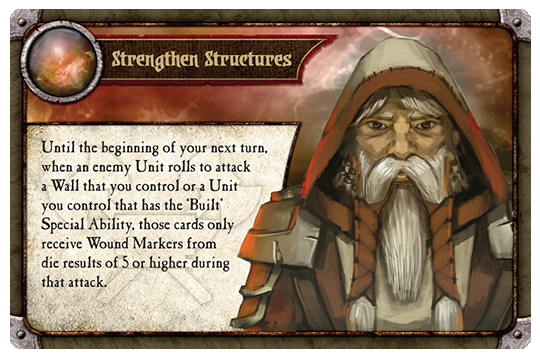 Strengthen Structures
Until the beginning of your next turn,
when an enemy Unit rolls to attack
a Wall that you control or a Unit
you control that has the 'Built'
Special Ability, those cards only
receive Wound Markers from
die results of 5 or higher during
that attack.